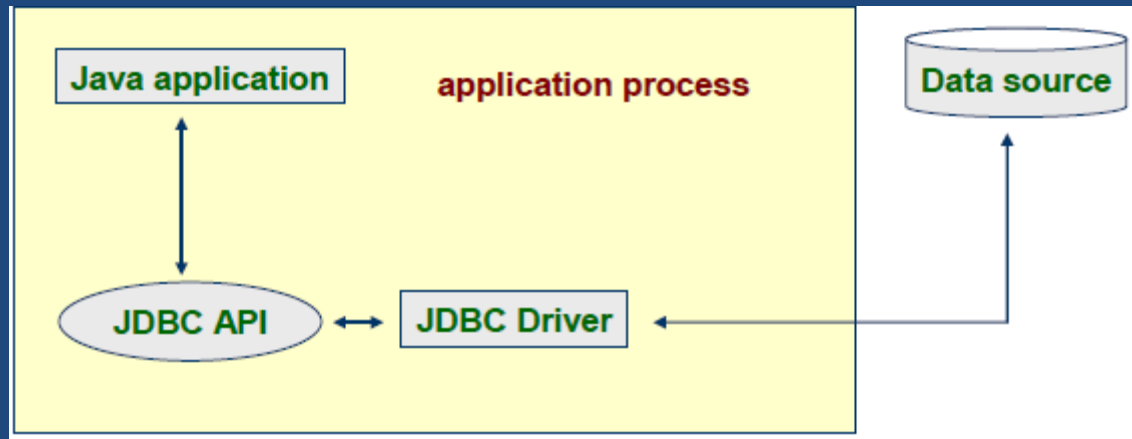 Java application
application process
Data source
JDBC API
JDBC Driver